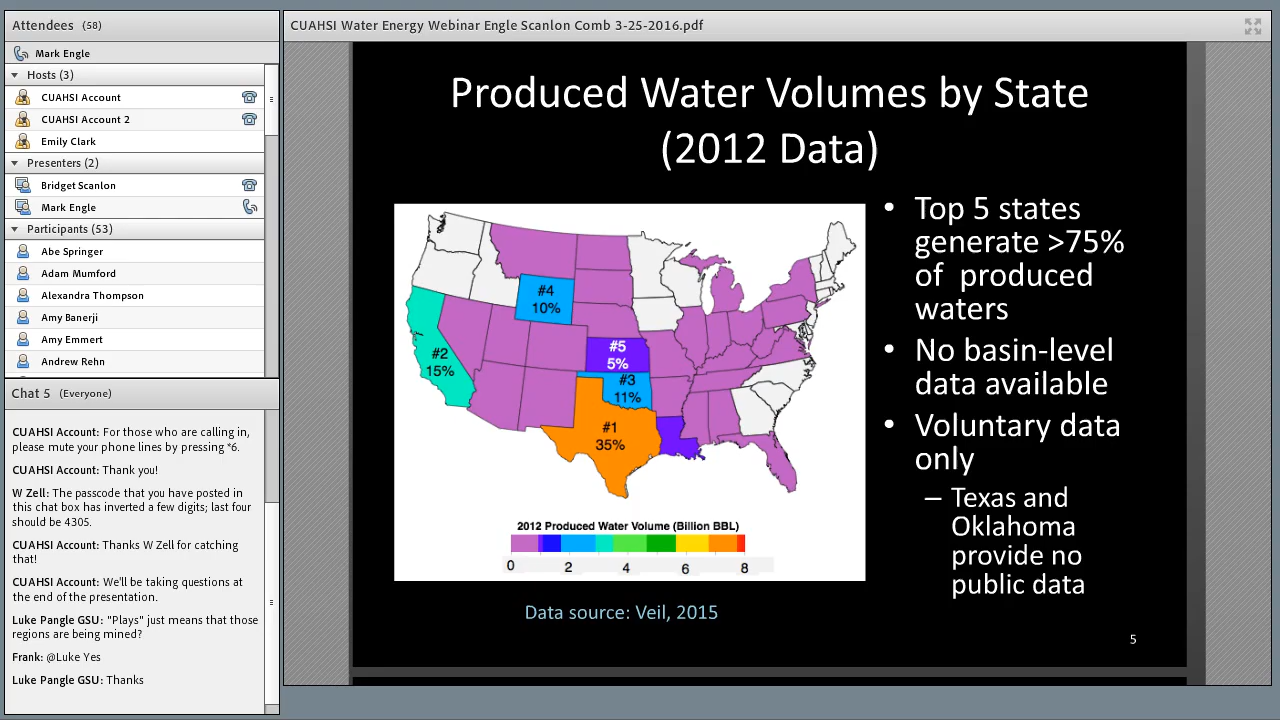 Attendees (58)
Mark Engle
Hosts (3)
CUAHSI Account
CUAHSI Account 2
Emily Clark
Presenters (2)
Bridget Scanlon
Mark Engle
Participants (53)
Abe Springer
Adam Mumford
Alexandra Thompson
Amy Banerji
Amy Emmert
Andrew Rehn
Chat 5 (Everyone)
CUAHSI Account: For those who are calling in,
please mute your phone lines by pressing *6.
CUAHSI Account: Thank you!
W Zell: The passcode that you have posted in
this chat box has inverted a few digits; last four
should be 4305.
CUAHSI Account: Thanks W Zell for catching
that!
CUAHSI Account: We'll be taking questions at
the end of the presentation.
Luke Pangle GSU: "Plays" just means that those
regions are being mined?
Frank: @Luke Yes
Luke Pangle GSU: Thanks
CUAHSI Water Energy Webinar Engle Scanlon Comb 3-25-2016.pdf
Produced Water Volumes by State
(2012 Data)
#4
10%
#5
5%
#2
15%
#3
11%
#1
35%
2012 Produced Water Volume (Billion BBL)
0 2 4 6 8
Data source: Veil, 2015
• Top 5 states
generate >75%
of produced
waters
• No basin-level
data available
• Voluntary data
only
– Texas and
Oklahoma
provide no
public data
5